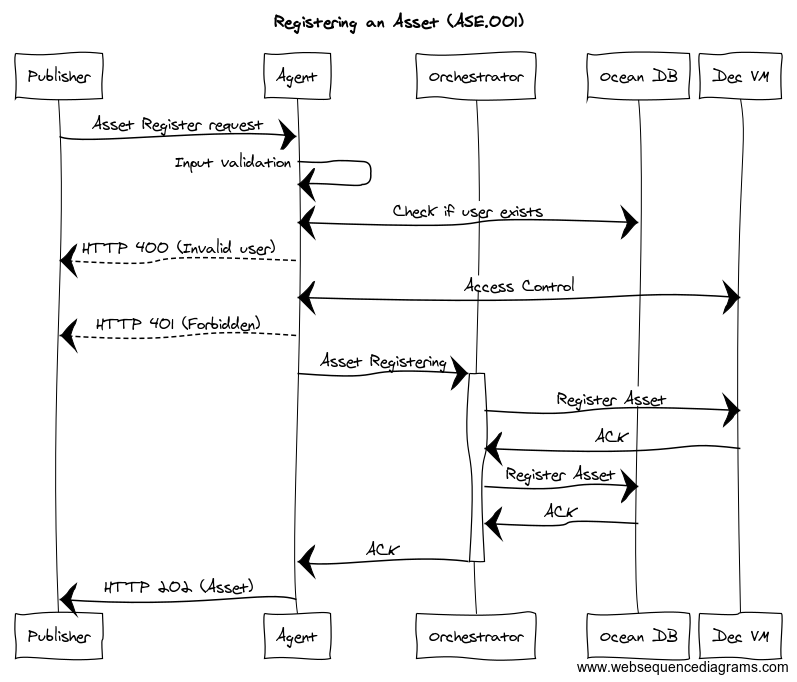 Registering an Asset (ASE.001)
Publisher
Agent
Orchestrator
Ocean DB
Dec VM
Asset Register request
Input validation
Check if user exists
HTTP 400 (Invalid user)
Access Control
HTTP 401 (Forbidden)
Asset Registering
Register Asset
ACK
Register Asset
ACK
ACK
HTTP 202 (Asset)
Publisher
Agent
Orchestrator
Ocean DB
Dec VM
www.websequencediagrams.com